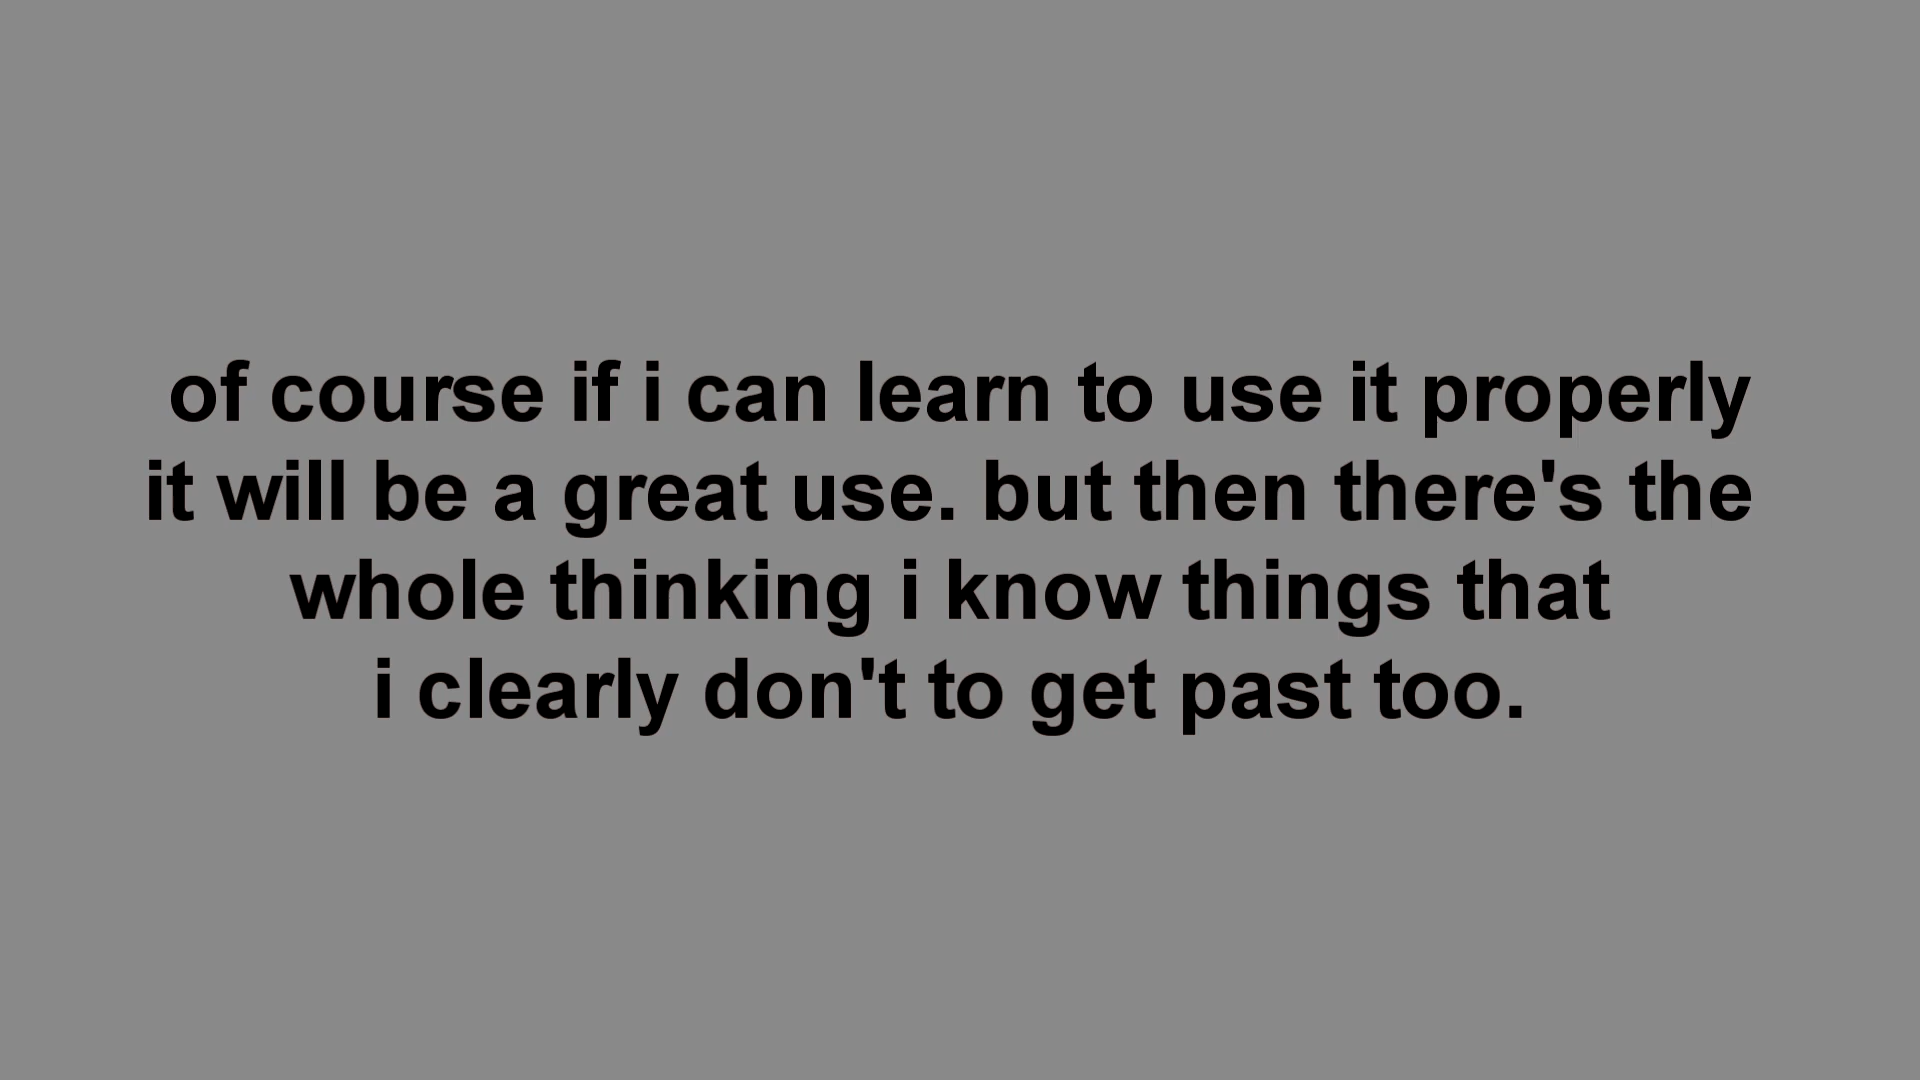 of course if i can learn to use it properly
it will be a great use. but then there's the
whole thinking i know things that
i clearly don't to get past too.